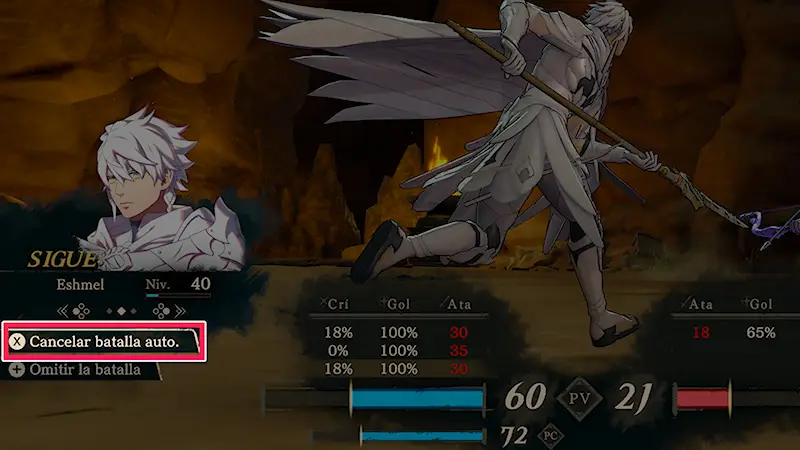 SIGUE
Eshmel Niv. 40
X Cancelar batalla auto.
+ Omitir la batalla
Crí Gol Ata
18% 100% 30
0% 100% 35
18% 100% 30
Ata Gol
18 65%
60 PV 21
72 PC